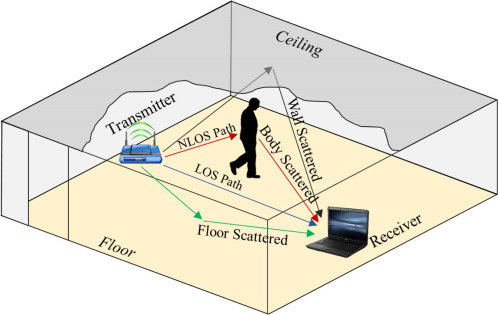 Ceiling
Transmitter
NLOS Path
Body Scattered
Wall Scattered
LOS Path
Floor Scattered
Receiver
Floor